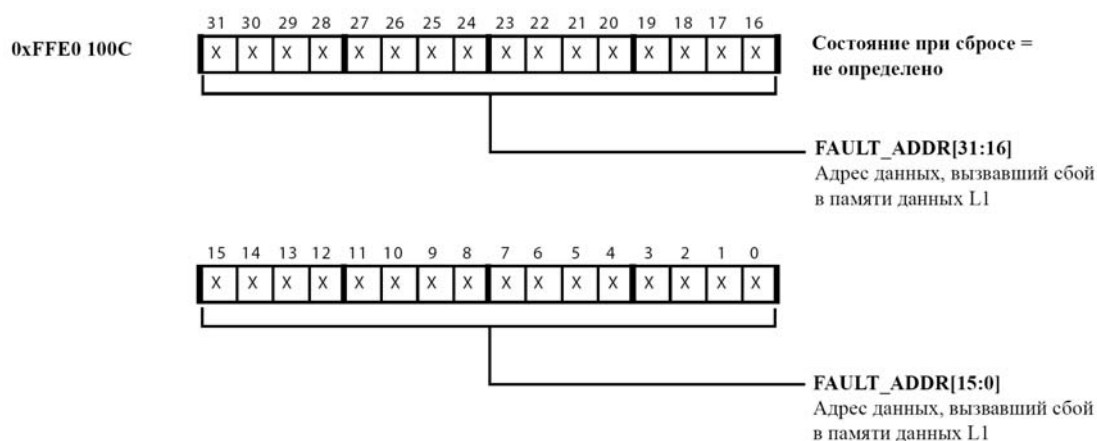 31 30 29 28 27 26 25 24 23 22 21 20 19 18 17 16
0xFFE0 100C
X X X X X X X X X X X X X X X X
Состояние при сбросе =
не определено
FAULT_ADDR[31:16]
Адрес данных, вызвавший сбой
в памяти данных L1
15 14 13 12 11 10 9 8 7 6 5 4 3 2 1 0
X X X X X X X X X X X X X X X X
FAULT_ADDR[15:0]
Адрес данных, вызвавший сбой
в памяти данных L1